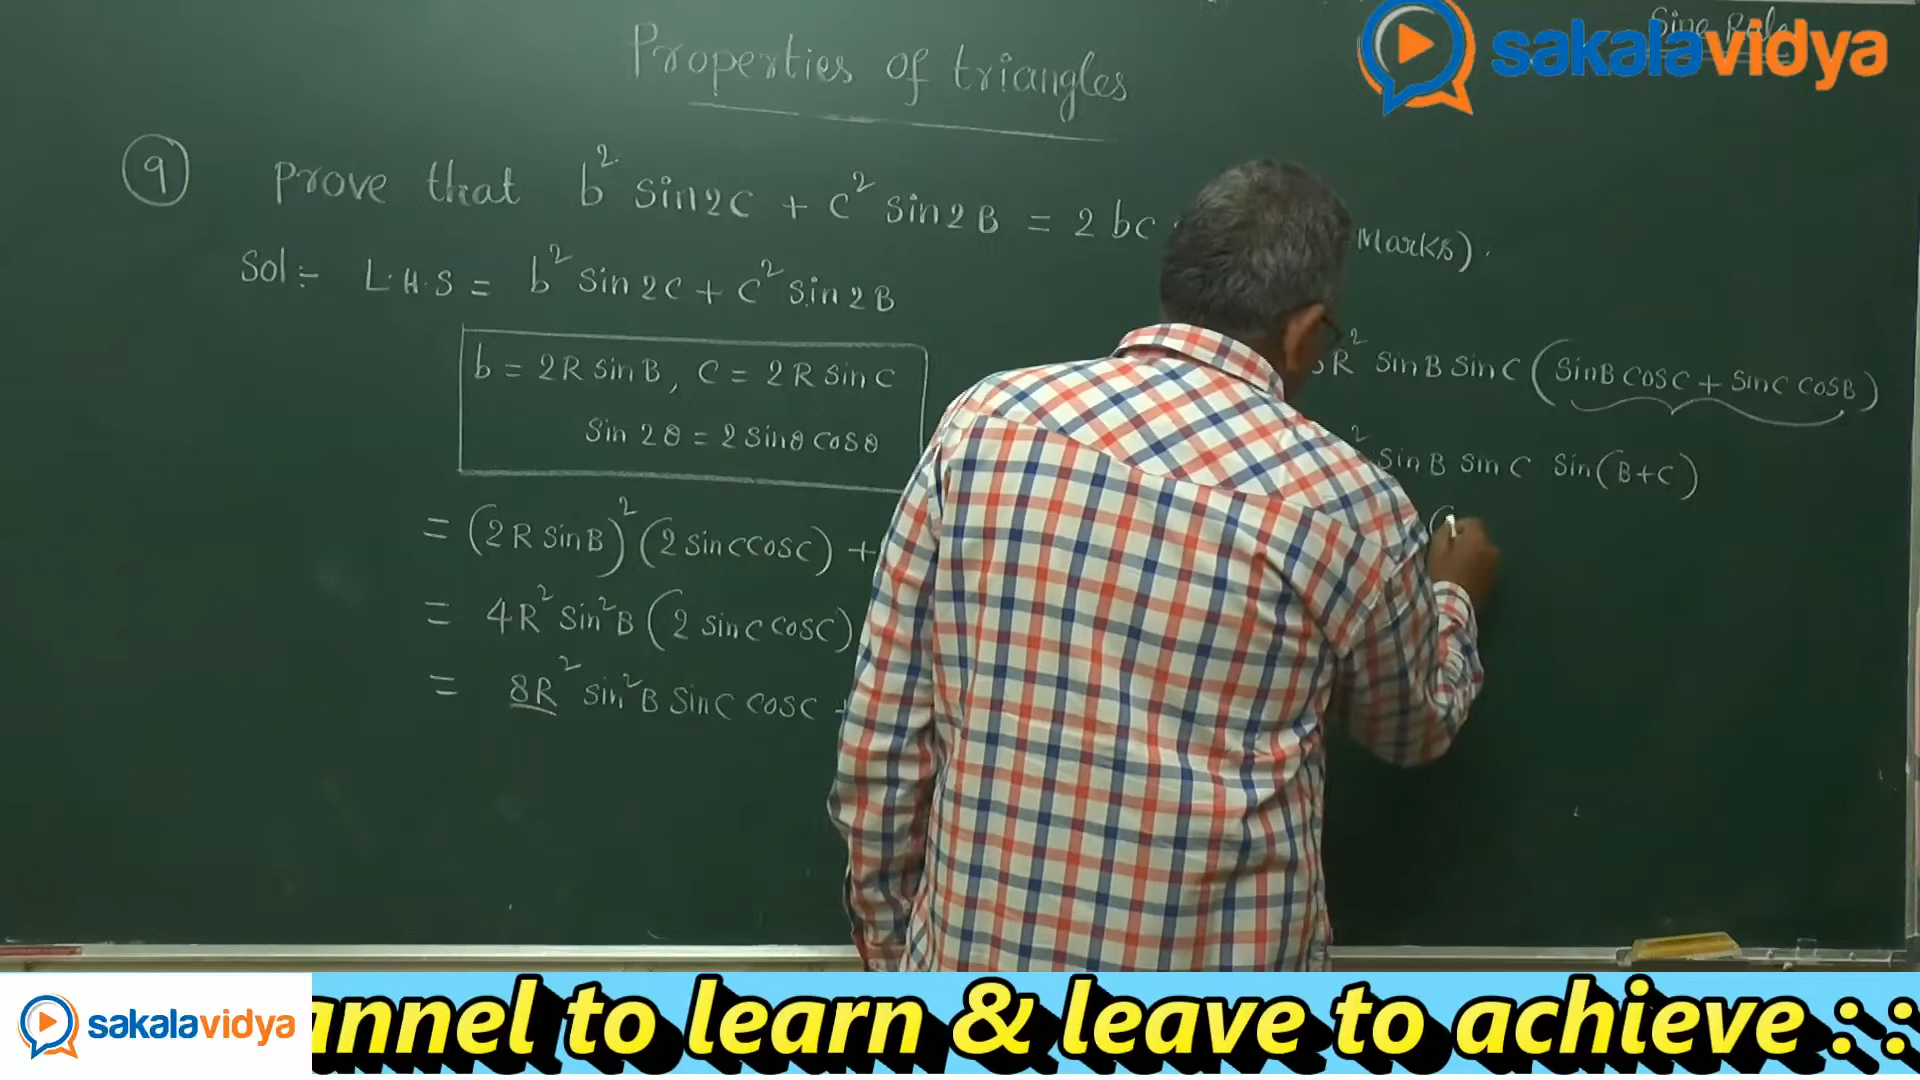 Properties of triangles
Sine Rule
sakalavidya
9 Prove that b² sin2C + c² sin2B = 2bc Marks).
Sol:- L.H.S = b² sin2C + c² sin2B
b = 2R sinB, c = 2R sinC
sin 2θ = 2 sinθ cosθ
= (2R sinB)² (2 sinC cosC) +
= 4R² sin²B (2 sinC cosC)
= 8R² sin²B sinC cosC +
R² sinB sinC (sinB cosC + sinC cosB)
² sinB sinC sin(B+C)
(
sakalavidya
annel to learn & leave to achieve : :